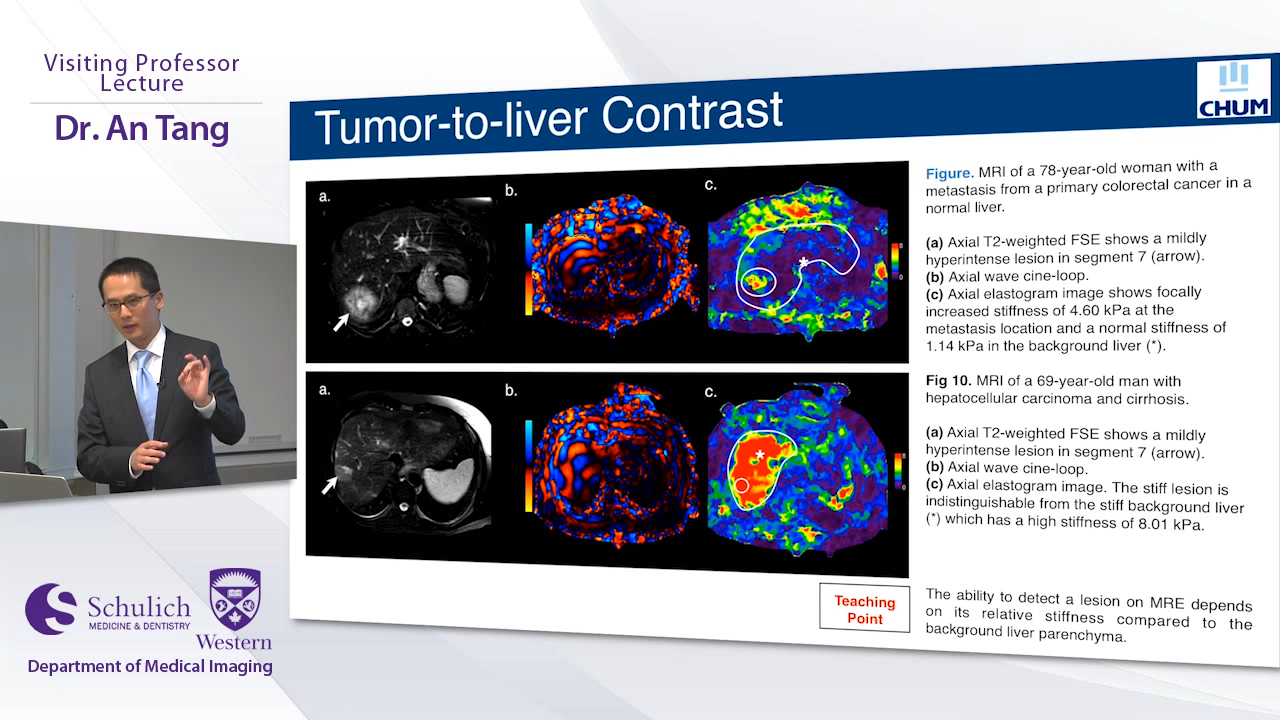 Visiting Professor
Lecture
Dr. An Tang
Tumor-to-liver Contrast
CHUM
a.
b.
c.
8
0
Figure. MRI of a 78-year-old woman with a
metastasis from a primary colorectal cancer in a
normal liver.
(a) Axial T2-weighted FSE shows a mildly
hyperintense lesion in segment 7 (arrow).
(b) Axial wave cine-loop.
(c) Axial elastogram image shows focally
increased stiffness of 4.60 kPa at the
metastasis location and a normal stiffness of
1.14 kPa in the background liver (*).
a.
b.
c.
*
8
0
Fig 10. MRI of a 69-year-old man with
hepatocellular carcinoma and cirrhosis.
(a) Axial T2-weighted FSE shows a mildly
hyperintense lesion in segment 7 (arrow).
(b) Axial wave cine-loop.
(c) Axial elastogram image. The stiff lesion is
indistinguishable from the stiff background liver
(*) which has a high stiffness of 8.01 kPa.
Teaching
Point
The ability to detect a lesion on MRE depends
on its relative stiffness compared to the
background liver parenchyma.
Schulich
MEDICINE & DENTISTRY
Western
Department of Medical Imaging